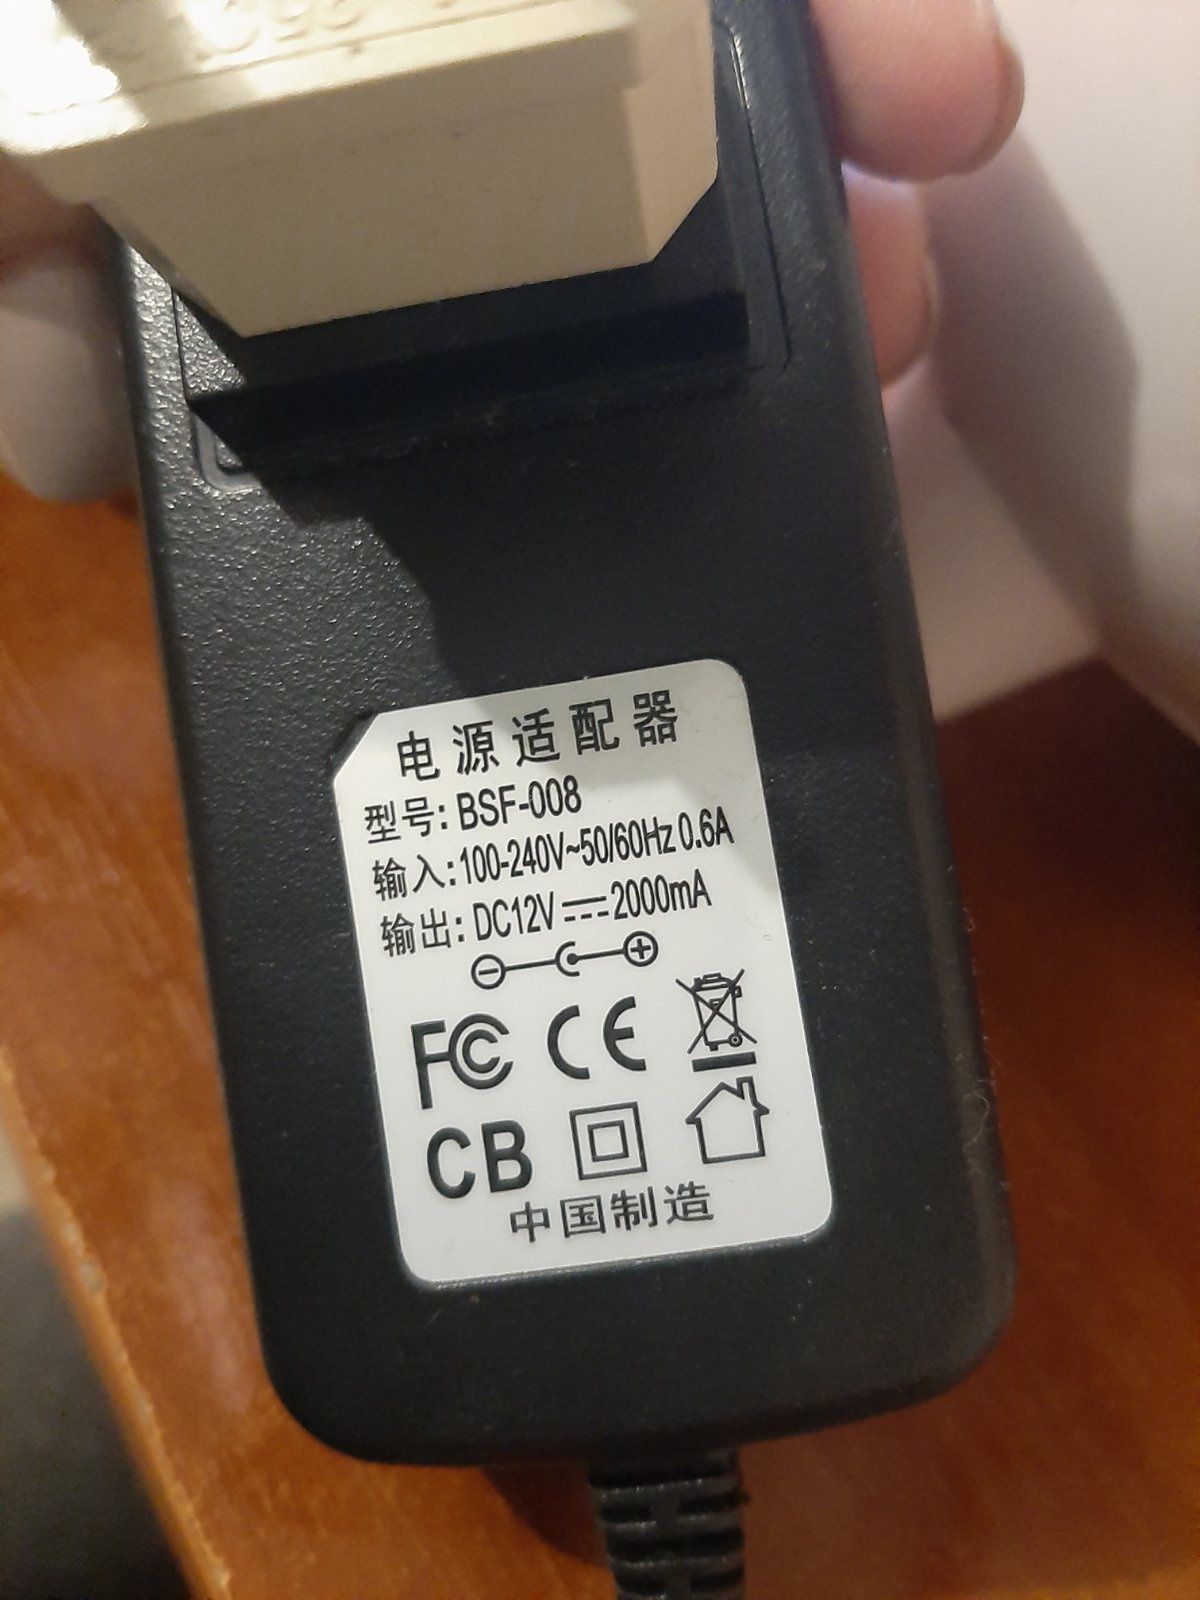 电源适配器
型号: BSF-008
输入: 100-240V~50/60Hz 0.6A
输出: DC12V ⎓ 2000mA
FC CE
CB
中国制造